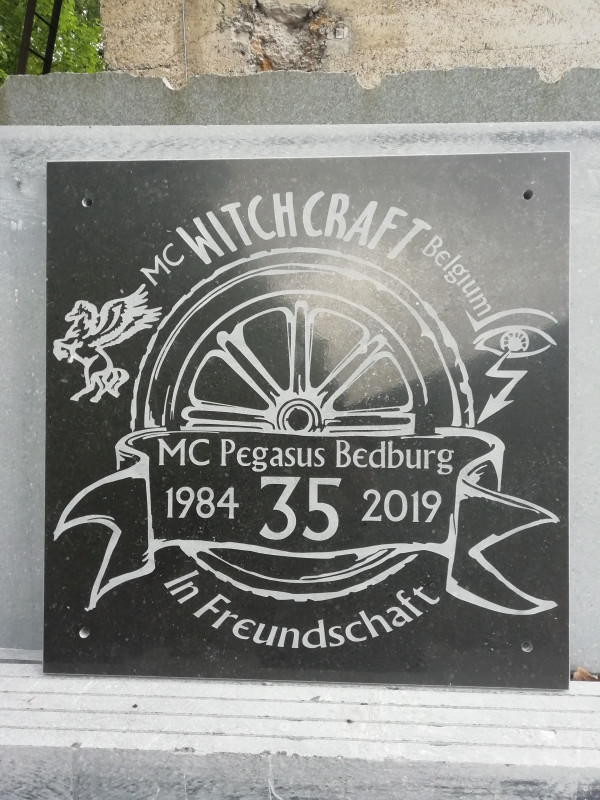 MC WITCHCRAFT Belgium
MC Pegasus Bedburg
1984 35 2019
In Freundschaft